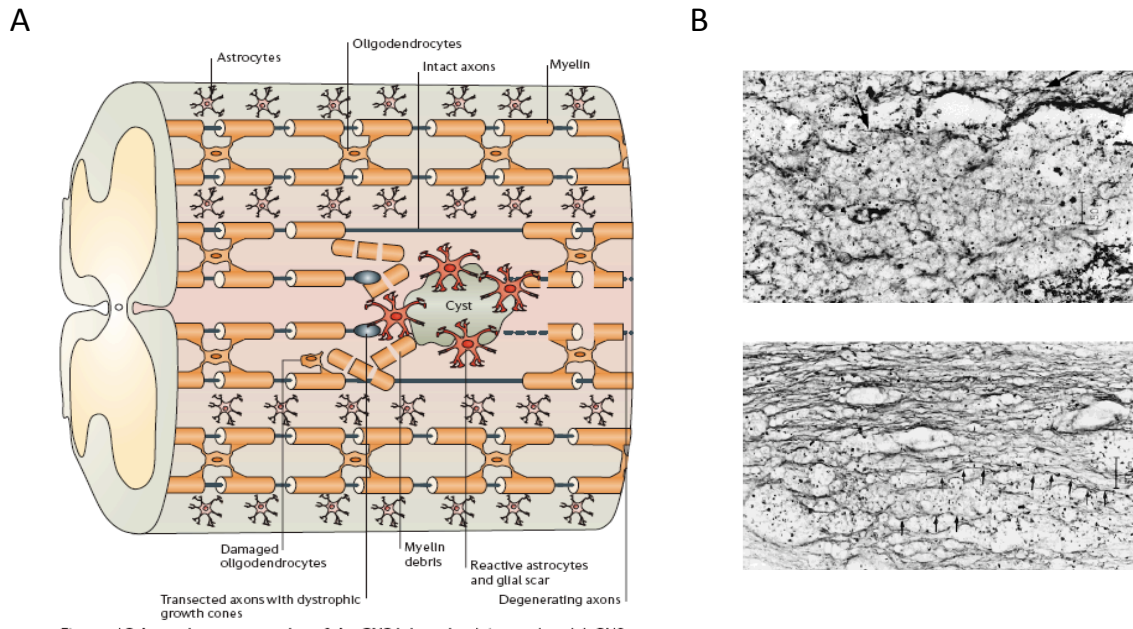 A
B
Astrocytes
Oligodendrocytes
Intact axons
Myelin
Cyst
Damaged
oligodendrocytes
Myelin
debris
Reactive astrocytes
and glial scar
Transected axons with dystrophic
growth cones
Degenerating axons